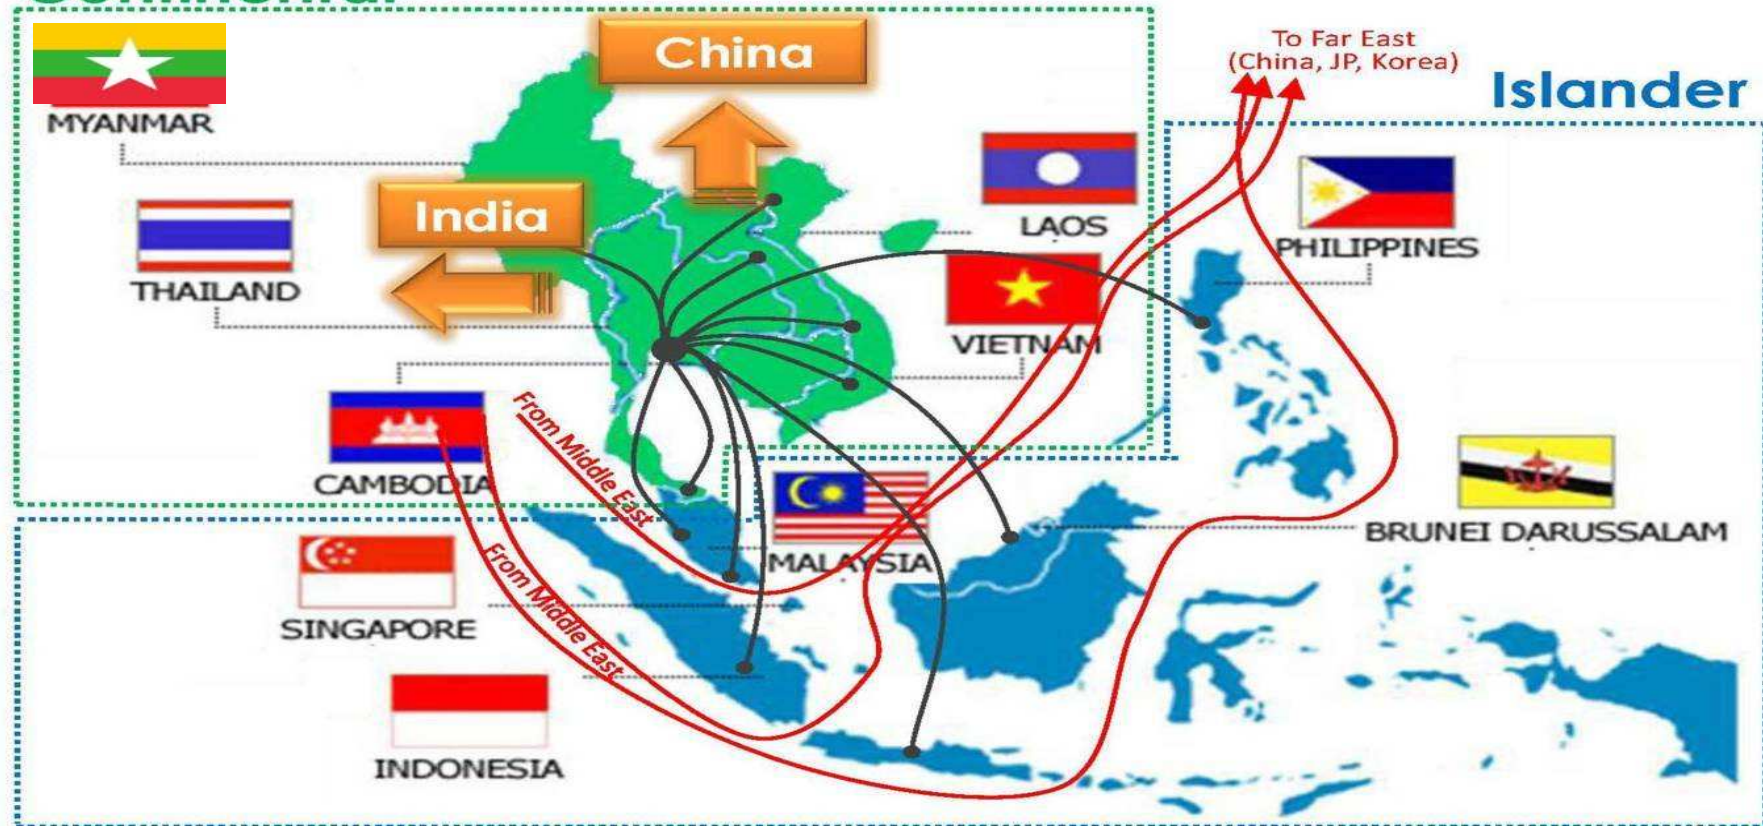 China
To Far East
(China, JP, Korea)
Islander
MYANMAR
India
LAOS
PHILIPPINES
THAILAND
VIETNAM
From Middle East
CAMBODIA
BRUNEI DARUSSALAM
MALAYSIA
From Middle East
SINGAPORE
INDONESIA